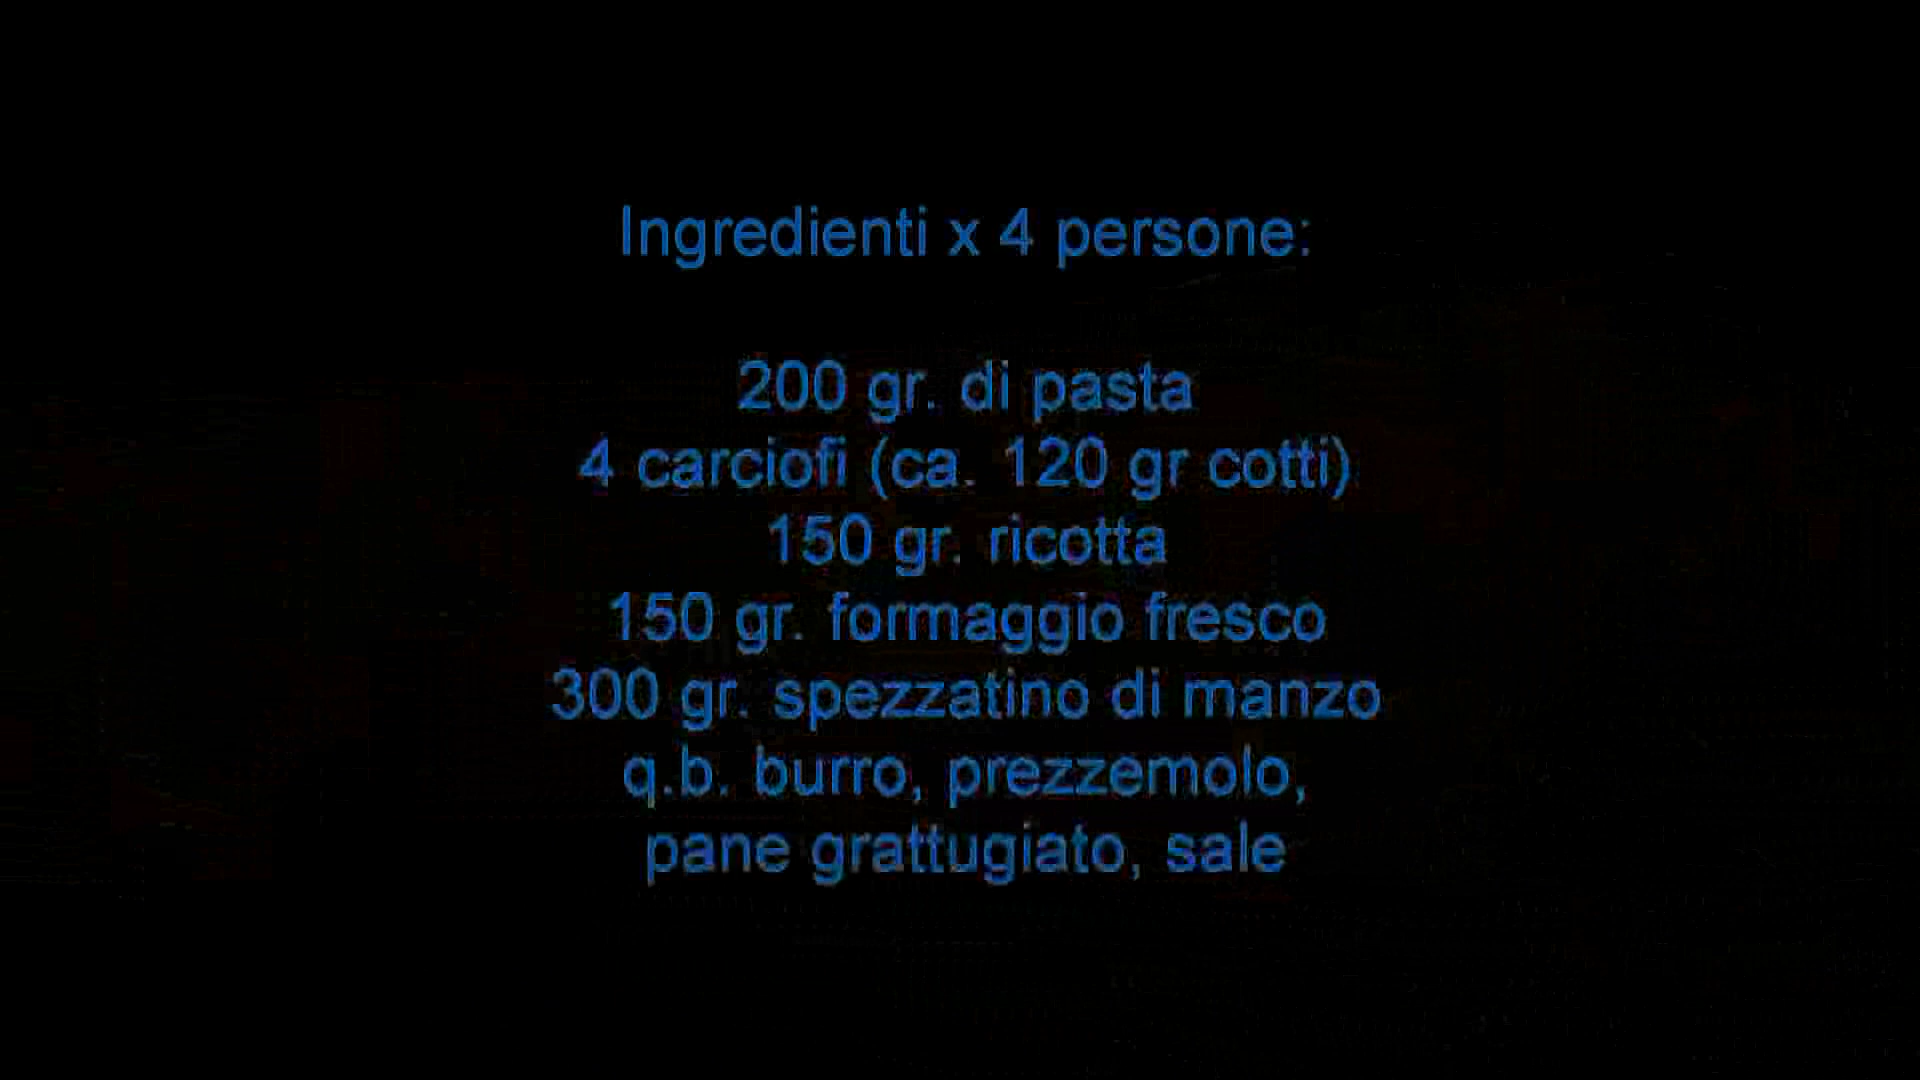 Ingredienti x 4 persone:
200 gr. di pasta
4 carciofi (ca. 120 gr cotti)
150 gr. ricotta
150 gr. formaggio fresco
300 gr. spezzatino di manzo
q.b. burro, prezzemolo,
pane grattugiato, sale